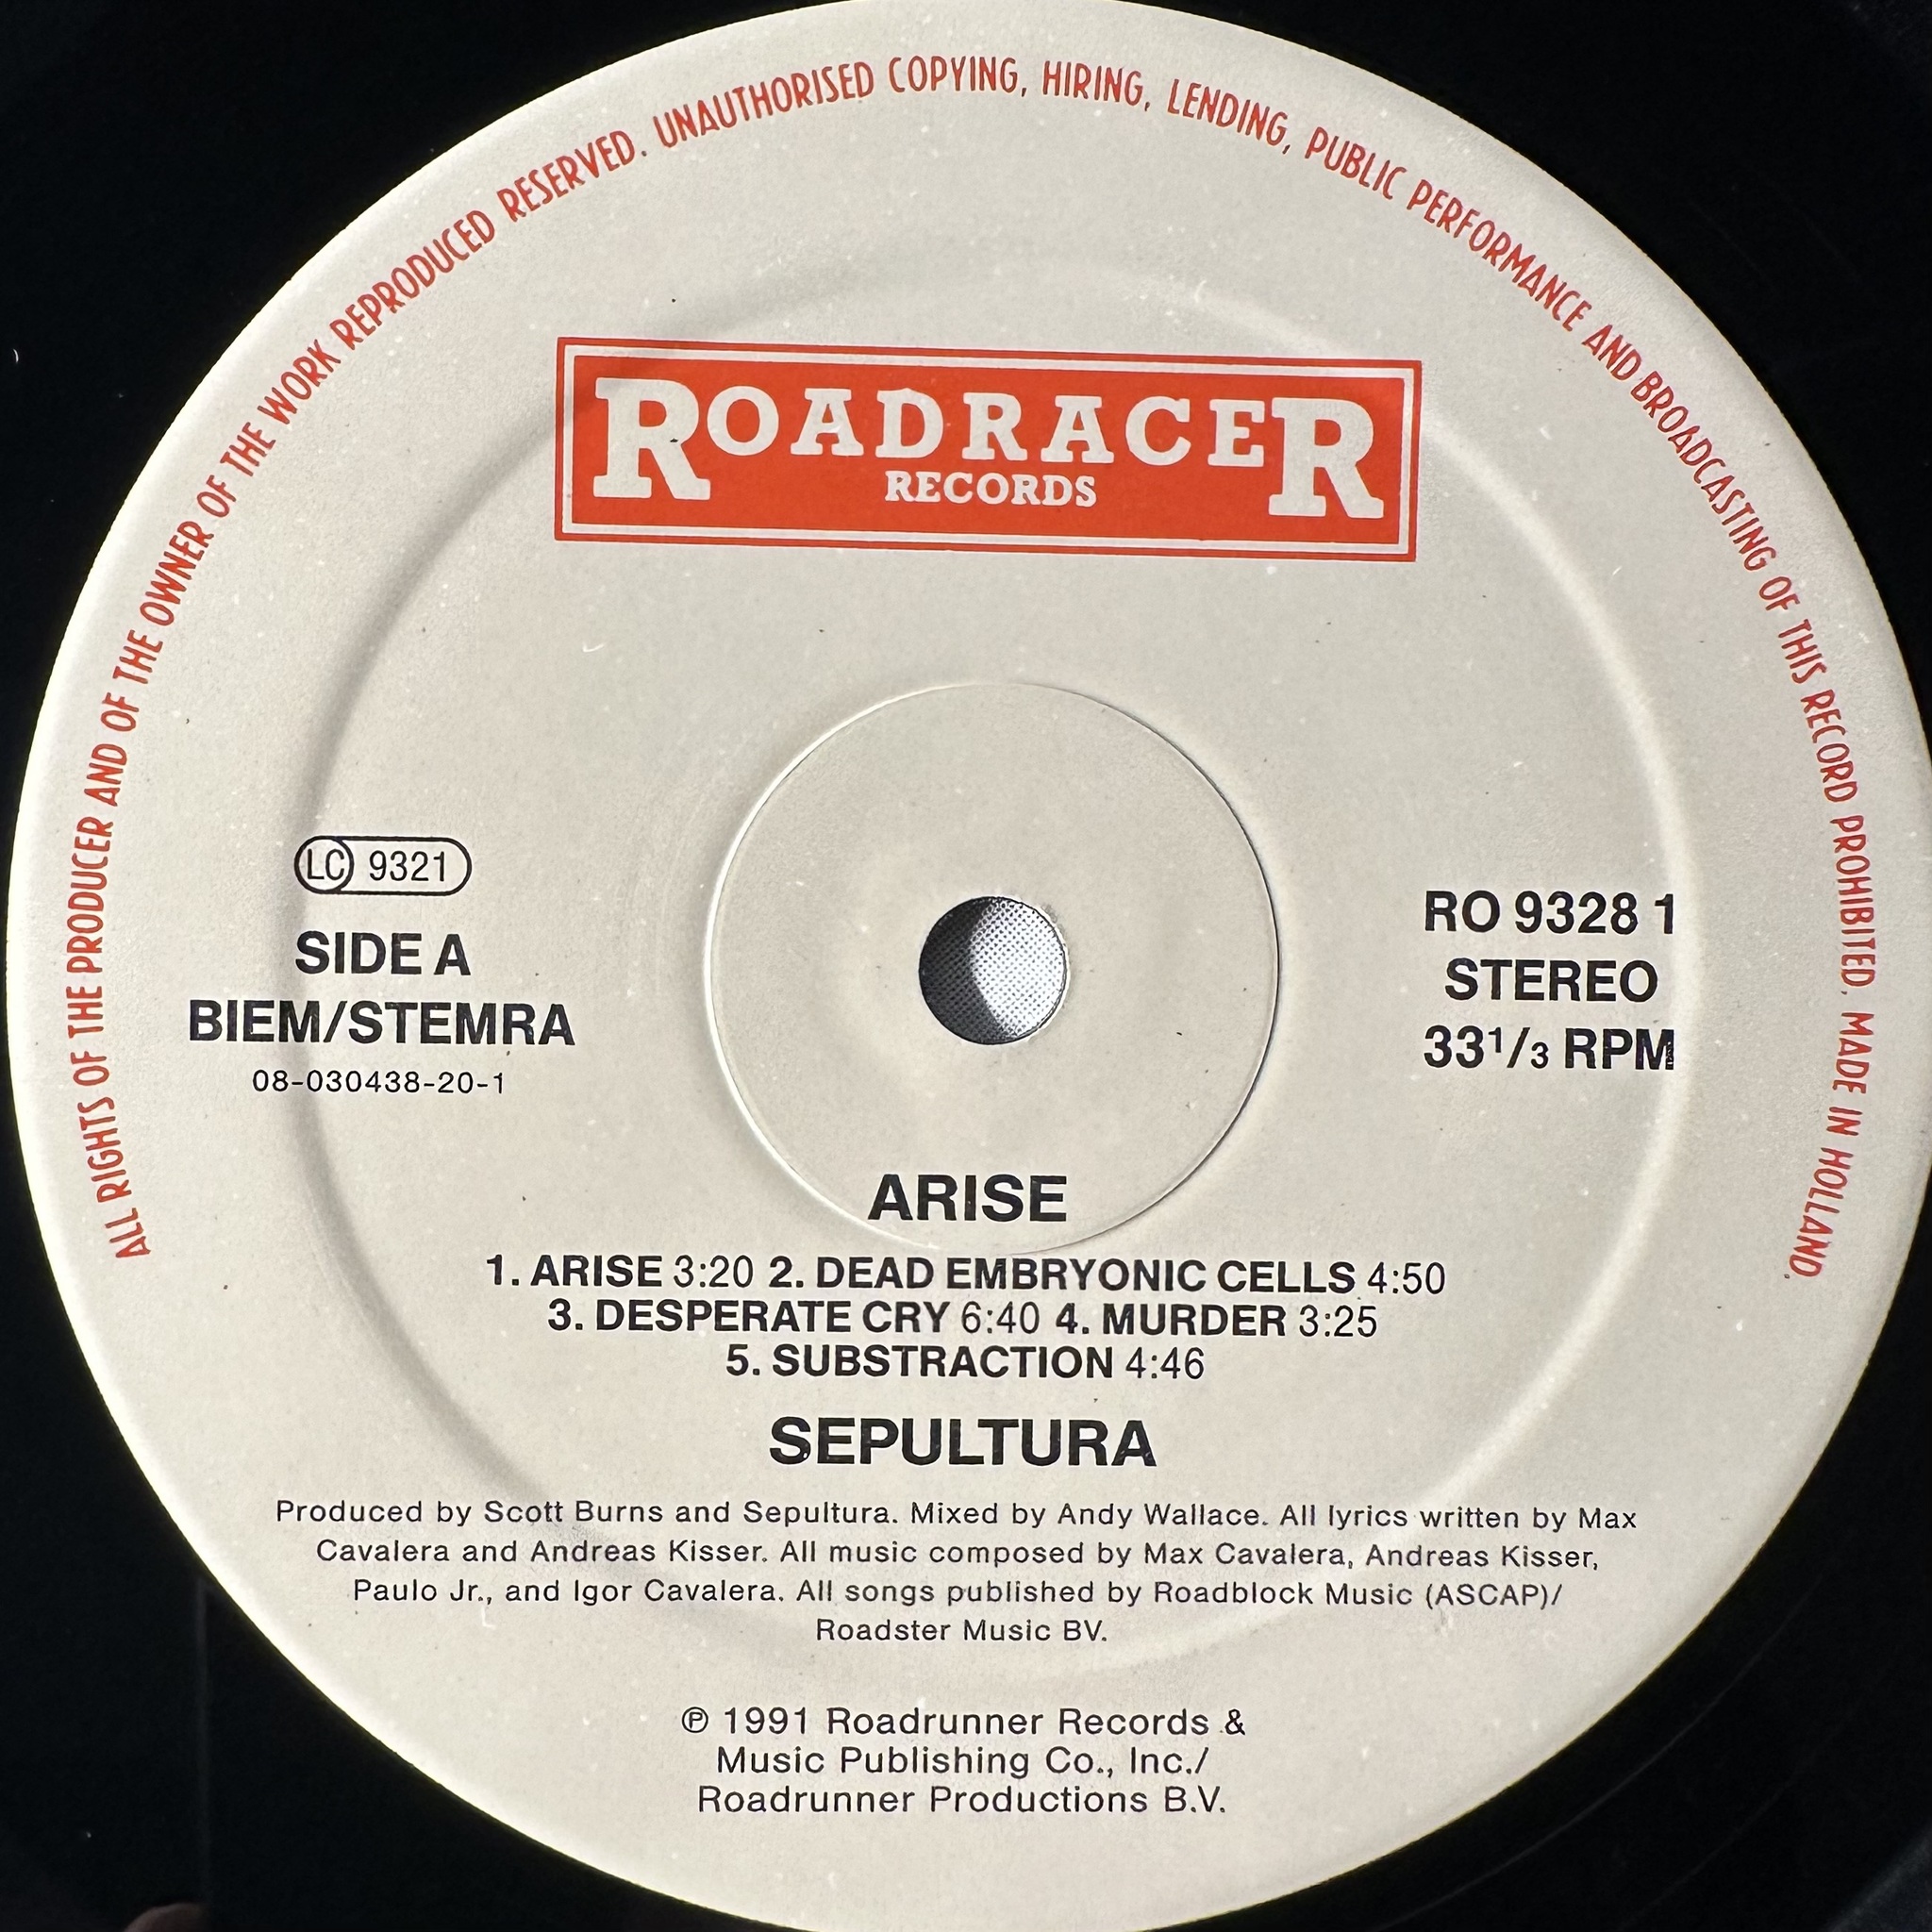 ALL RIGHTS OF THE PRODUCER AND OF THE OWNER OF THE WORK REPRODUCED RESERVED. UNAUTHORISED COPYING, HIRING, LENDING, PUBLIC PERFORMANCE AND BROADCASTING OF THIS RECORD PROHIBITED. MADE IN HOLLAND.
ROADRACER
RECORDS
LC 9321
SIDE A
BIEM/STEMRA
08-030438-20-1
RO 9328 1
STEREO
33 1/3 RPM
ARISE
1. ARISE 3:20 2. DEAD EMBRYONIC CELLS 4:50
3. DESPERATE CRY 6:40 4. MURDER 3:25
5. SUBSTRACTION 4:46
SEPULTURA
Produced by Scott Burns and Sepultura. Mixed by Andy Wallace. All lyrics written by Max
Cavalera and Andreas Kisser. All music composed by Max Cavalera, Andreas Kisser,
Paulo Jr., and Igor Cavalera. All songs published by Roadblock Music (ASCAP)/
Roadster Music BV.
℗ 1991 Roadrunner Records &
Music Publishing Co., Inc./
Roadrunner Productions B.V.